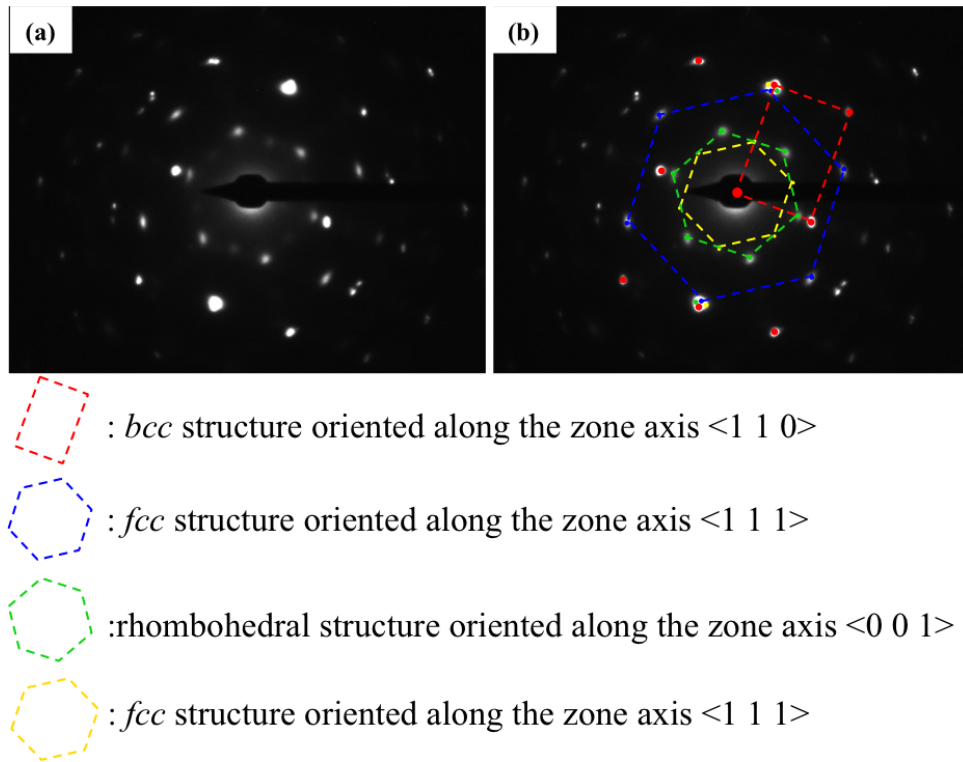 (a)
(b)
: bcc structure oriented along the zone axis <1 1 0>
: fcc structure oriented along the zone axis <1 1 1>
:rhombohedral structure oriented along the zone axis <0 0 1>
: fcc structure oriented along the zone axis <1 1 1>